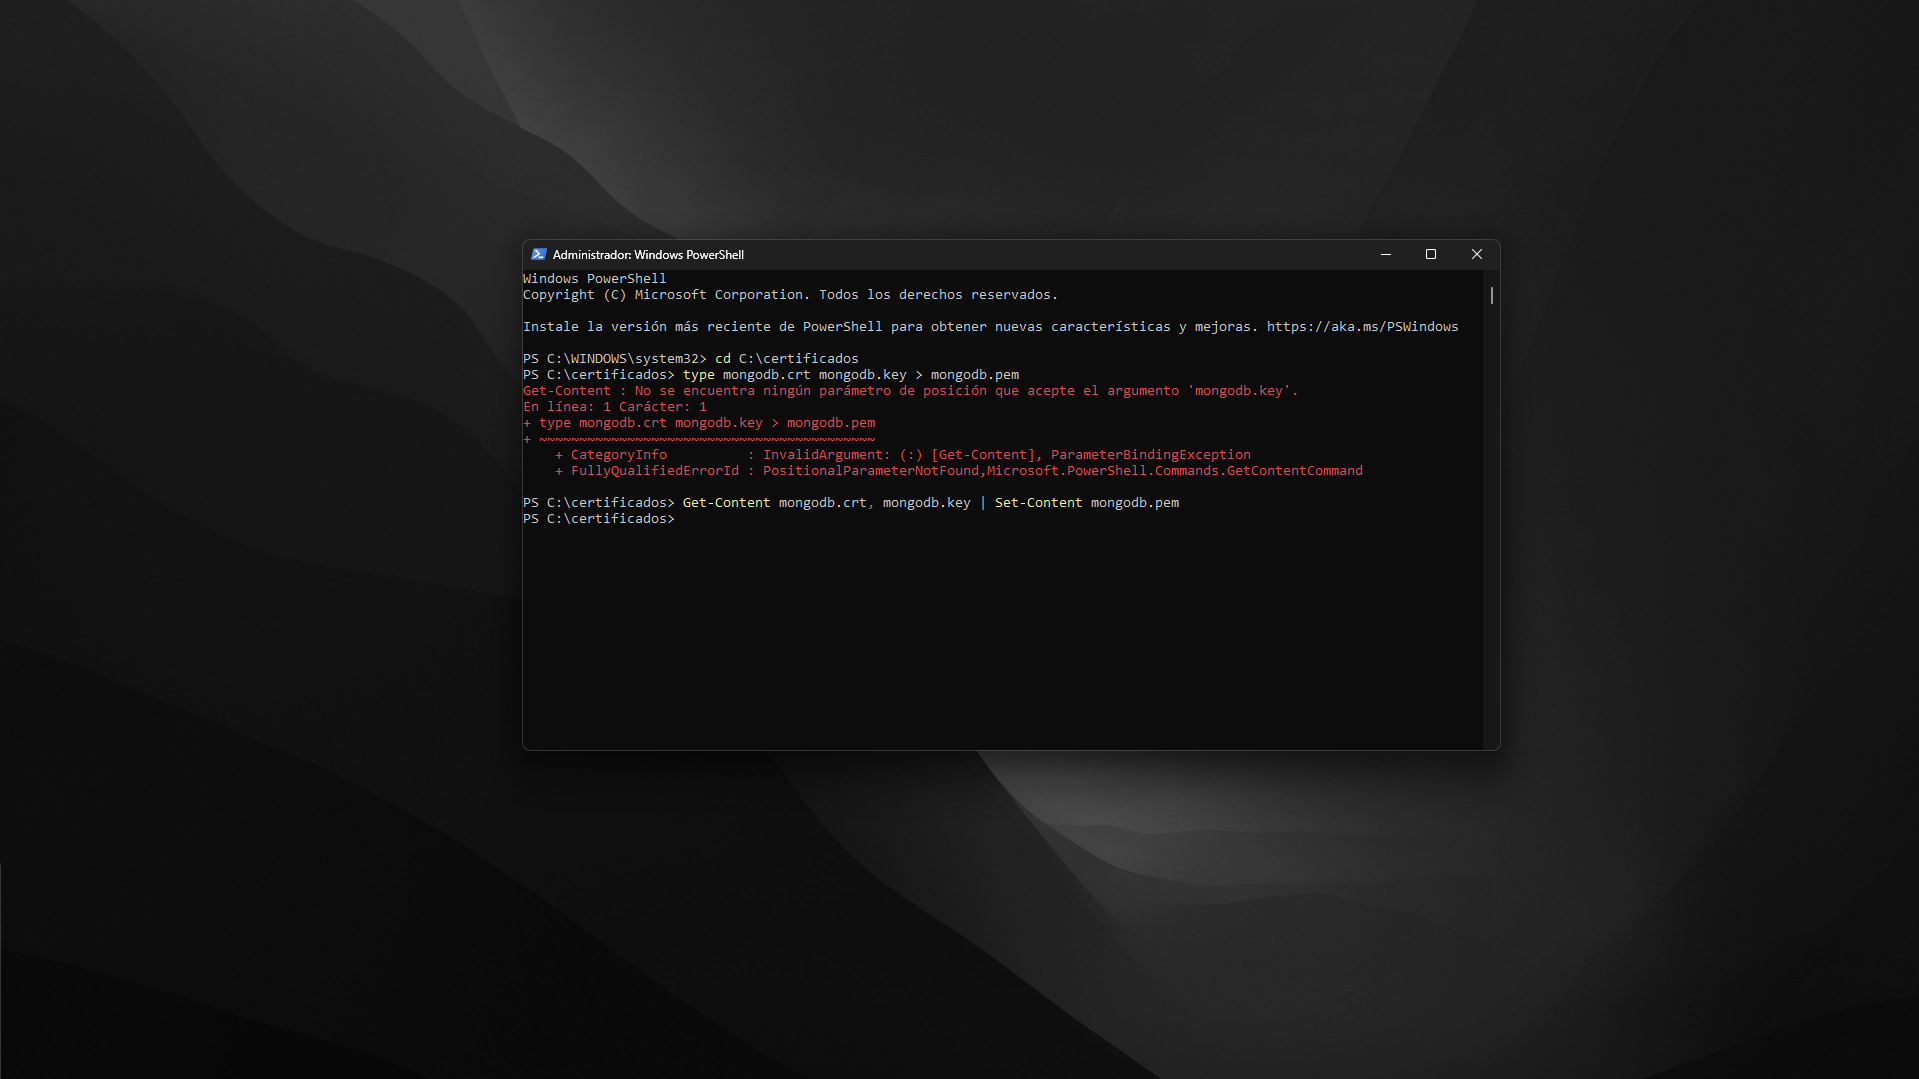 Administrador: Windows PowerShell
Windows PowerShell
Copyright (C) Microsoft Corporation. Todos los derechos reservados.
Instale la versión más reciente de PowerShell para obtener nuevas características y mejoras. https://aka.ms/PSWindows
PS C:\WINDOWS\system32> cd C:\certificados
PS C:\certificados> type mongodb.crt mongodb.key > mongodb.pem
Get-Content : No se encuentra ningún parámetro de posición que acepte el argumento 'mongodb.key'.
En línea: 1 Carácter: 1
+ type mongodb.crt mongodb.key > mongodb.pem
+ ~~~~~~~~~~~~~~~~~~~~~~~~~~~~~~~~~~~~~~~~~~
    + CategoryInfo          : InvalidArgument: (:) [Get-Content], ParameterBindingException
    + FullyQualifiedErrorId : PositionalParameterNotFound,Microsoft.PowerShell.Commands.GetContentCommand
PS C:\certificados> Get-Content mongodb.crt, mongodb.key | Set-Content mongodb.pem
PS C:\certificados>